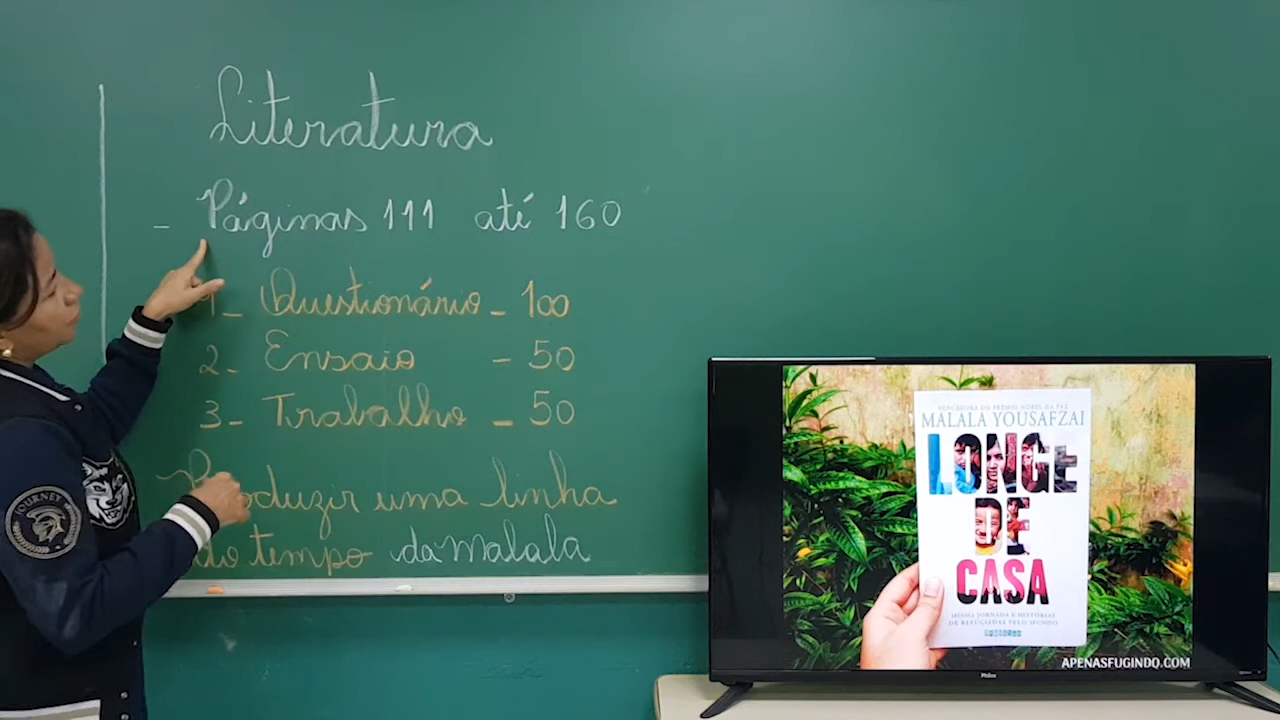 Literatura
- Páginas 111 até 160
1- Questionário - 100
2- Ensaio - 50
3- Trabalho - 50
Produzir uma linha
do tempo da malala
JOURNEY
VENCEDORA DO PRÊMIO NOBEL DA PAZ
MALALA YOUSAFZAI
LONGE
DE
CASA
MINHA JORNADA E HISTÓRIAS
DE REFUGIADAS PELO MUNDO
APENASFUGINDO.COM
Philco